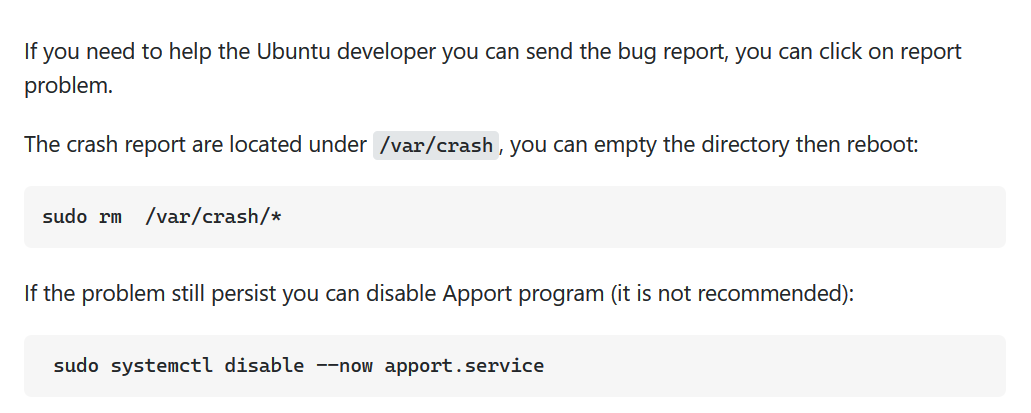 If you need to help the Ubuntu developer you can send the bug report, you can click on report
problem.
The crash report are located under /var/crash, you can empty the directory then reboot:
sudo rm  /var/crash/*
If the problem still persist you can disable Apport program (it is not recommended):
sudo systemctl disable --now apport.service